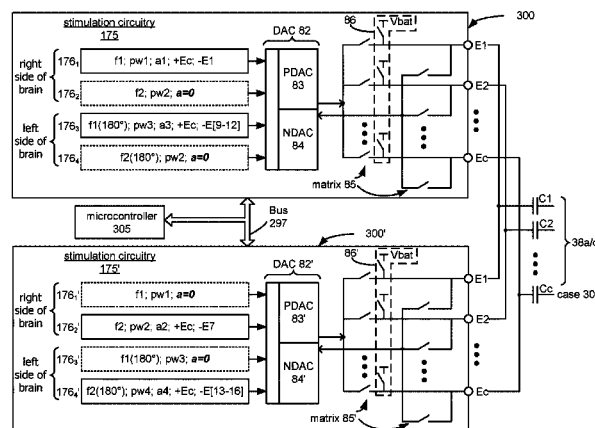 stimulation circuitry
175
DAC 82
86
Vbat
300
right side of brain
176₁
f1; pw1; a1; +Ec; -E1
176₂
f2; pw2; a=0
left side of brain
176₃
f1(180°); pw3; a3; +Ec; -E[9-12]
176₄
f2(180°); pw2; a=0
PDAC
83
NDAC
84
matrix 85
E1
E2
Ec
microcontroller
305
Bus
297
300'
C1
C2
Cc
38a/c
case 30
stimulation circuitry
175'
DAC 82'
86'
Vbat
right side of brain
176₁'
f1; pw1; a=0
176₂'
f2; pw2; a2; +Ec; -E7
left side of brain
176₃'
f1(180°); pw3; a=0
176₄'
f2(180°); pw4; a4; +Ec; -E[13-16]
PDAC
83'
NDAC
84'
matrix 85'
E1
E2
Ec